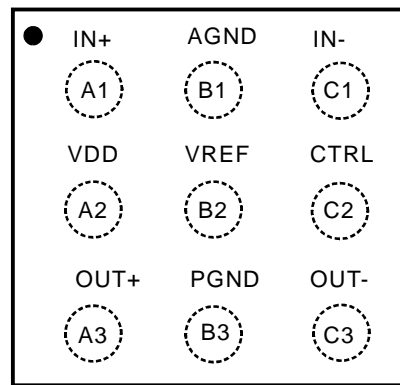 IN+ AGND IN-
A1 B1 C1
VDD VREF CTRL
A2 B2 C2
OUT+ PGND OUT-
A3 B3 C3